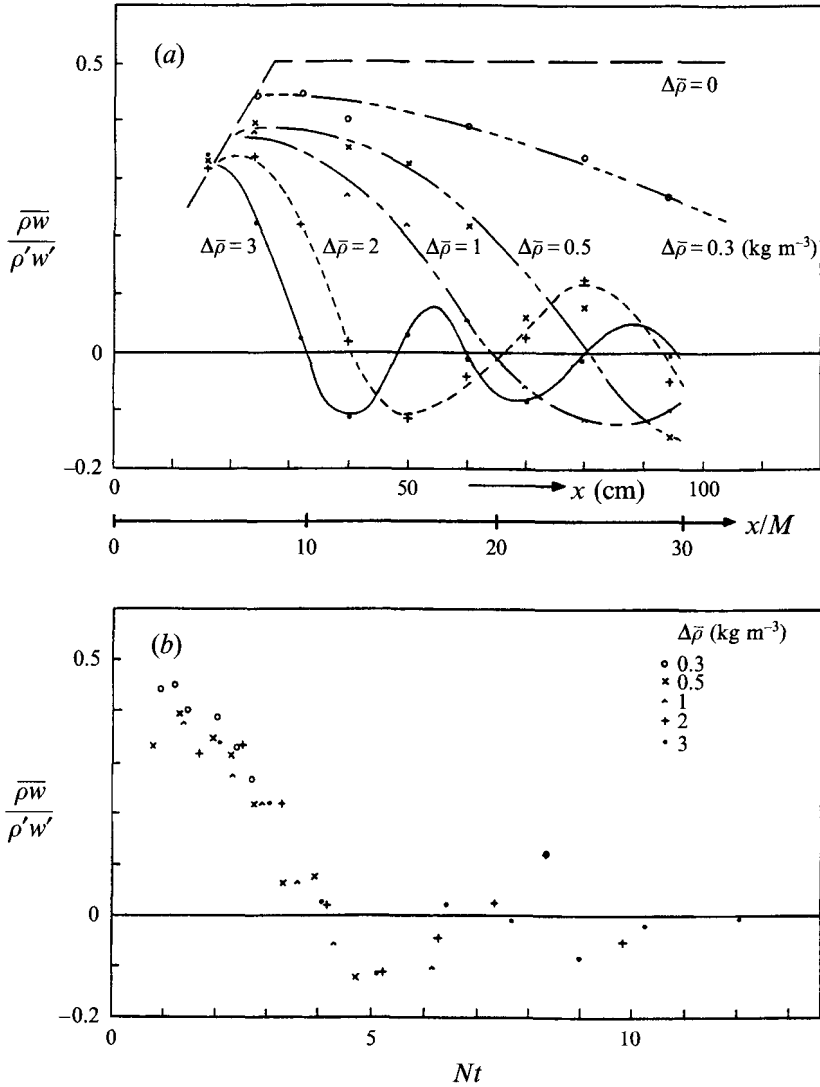 (a)
0.5
0
−0.2
ρ̅w̅
ρ′w′
Δρ̅ = 0
Δρ̅ = 3
Δρ̅ = 2
Δρ̅ = 1
Δρ̅ = 0.5
Δρ̅ = 0.3 (kg m⁻³)
0 50 x (cm) 100
x/M
0 10 20 30
(b)
Δρ̅ (kg m⁻³)
0.3
0.5
1
2
3
0.5
0
−0.2
ρ̅w̅
ρ′w′
0 5 10
Nt